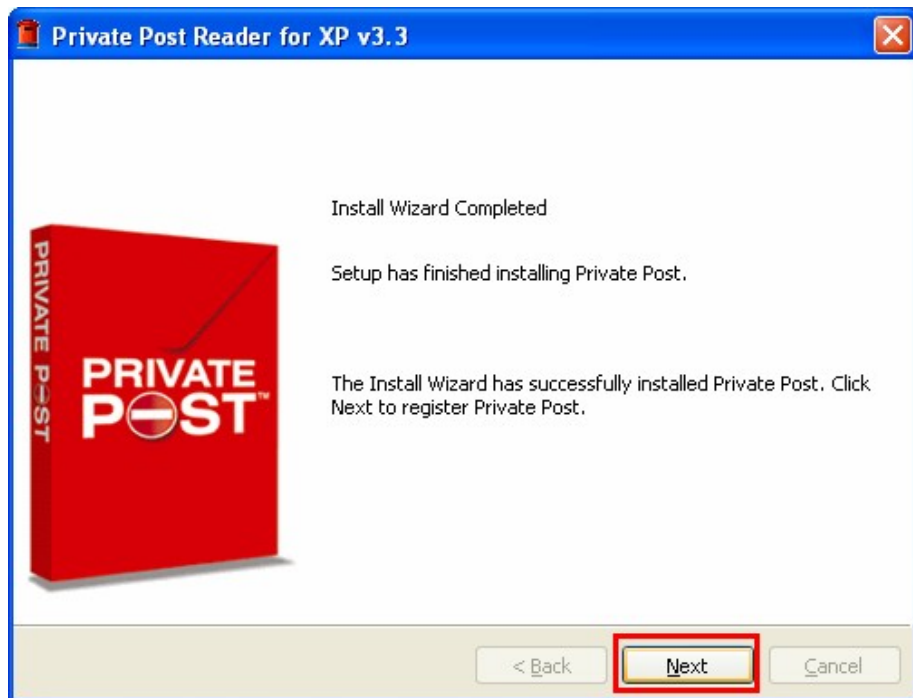 Private Post Reader for XP v3.3
Install Wizard Completed
Setup has finished installing Private Post.
PRIVATE POST
PRIVATE
POST™
The Install Wizard has successfully installed Private Post. Click
Next to register Private Post.
< Back
Next
Cancel